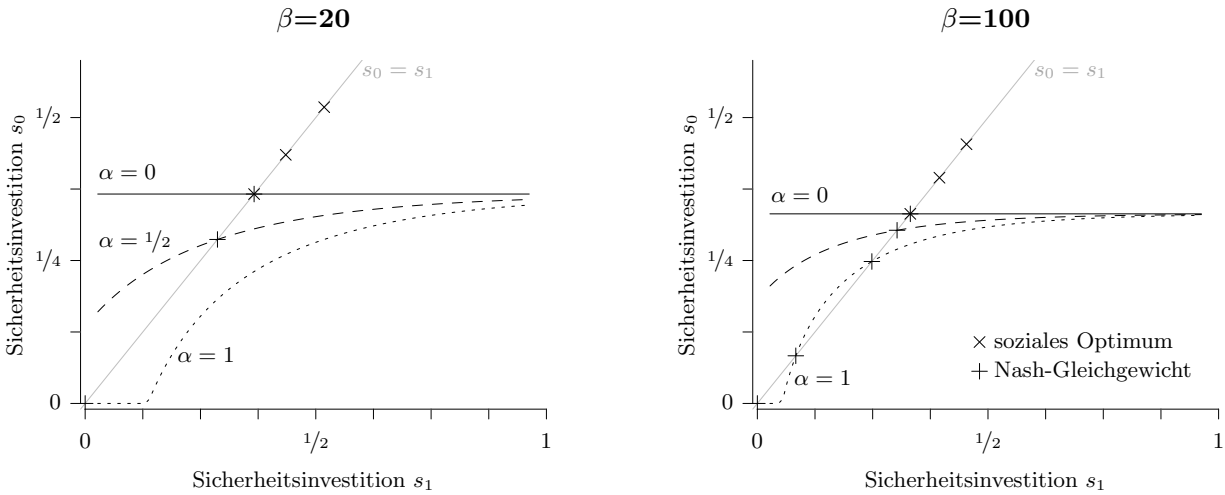 β=20
s₀ = s₁
Sicherheitsinvestition s₀
1/2
1/4
0
α = 0
α = 1/2
α = 1
0
1/2
1
Sicherheitsinvestition s₁
β=100
s₀ = s₁
Sicherheitsinvestition s₀
1/2
1/4
0
α = 0
α = 1
soziales Optimum
Nash-Gleichgewicht
0
1/2
1
Sicherheitsinvestition s₁